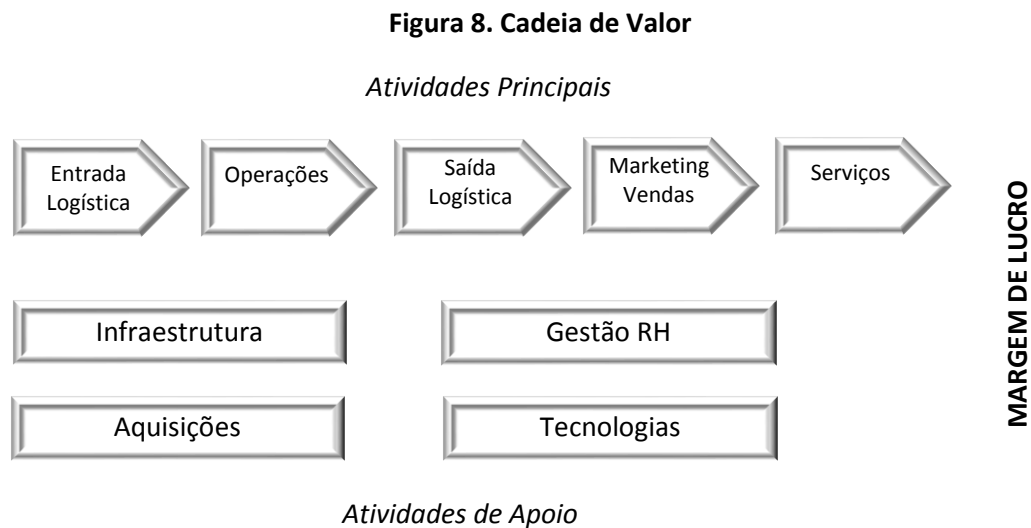 Figura 8. Cadeia de Valor
Atividades Principais
Entrada
Logística
Operações
Saída
Logística
Marketing
Vendas
Serviços
MARGEM DE LUCRO
Infraestrutura
Gestão RH
Aquisições
Tecnologias
Atividades de Apoio